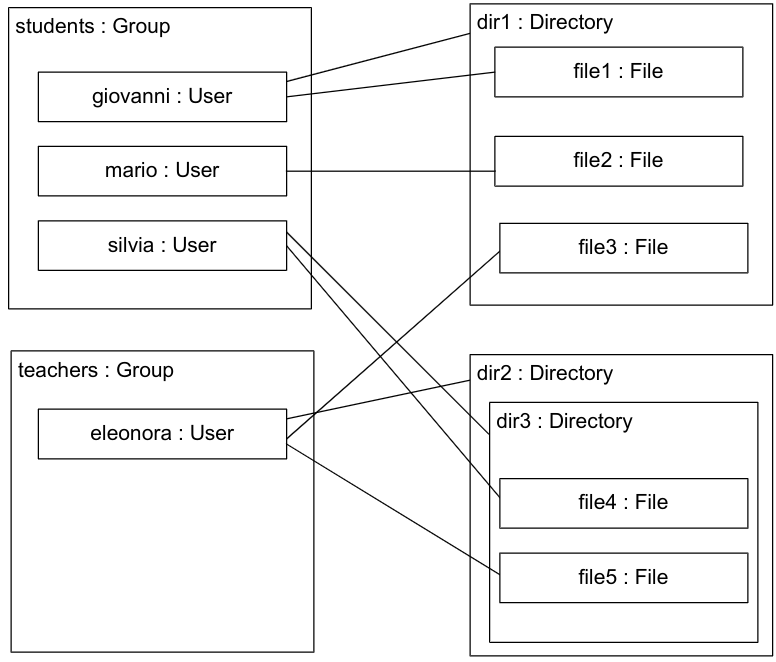 students : Group
giovanni : User
mario : User
silvia : User
teachers : Group
eleonora : User
dir1 : Directory
file1 : File
file2 : File
file3 : File
dir2 : Directory
dir3 : Directory
file4 : File
file5 : File